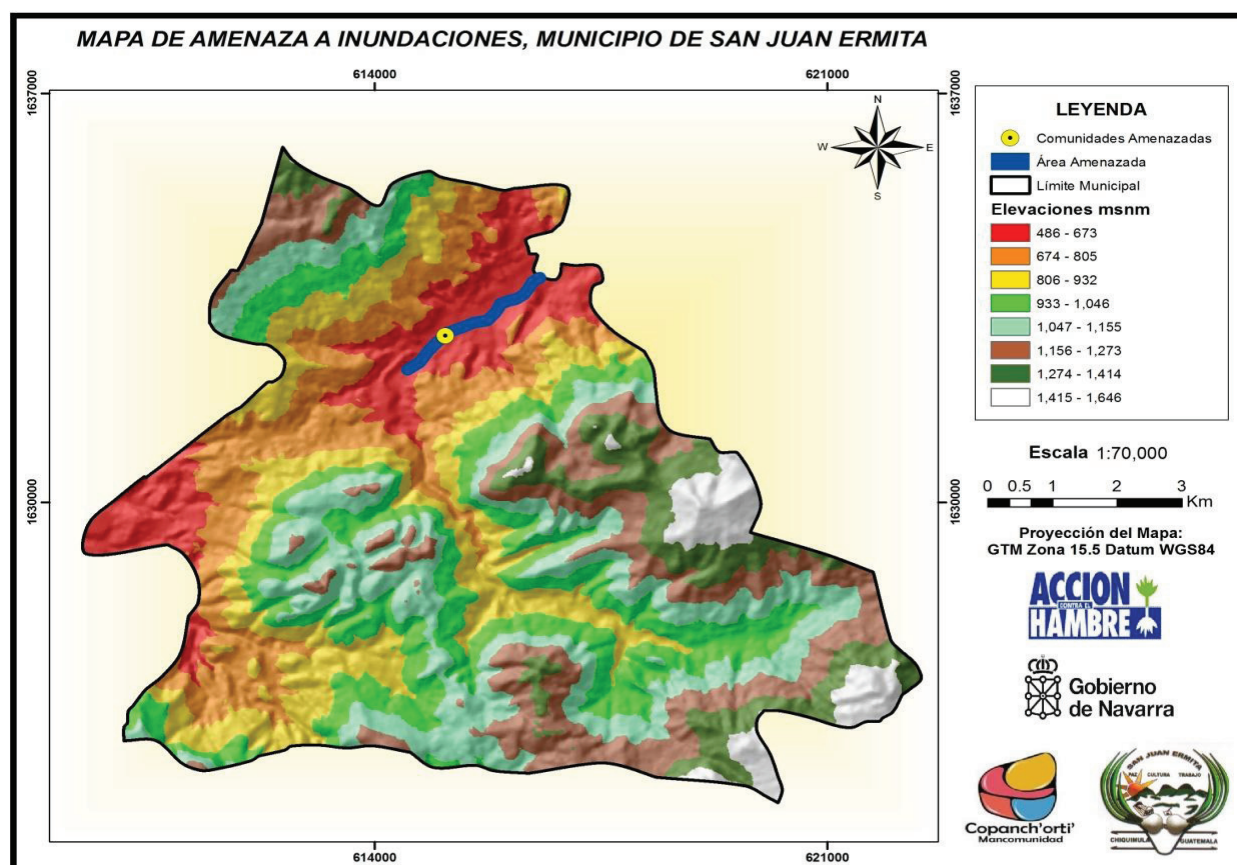 MAPA DE AMENAZA A INUNDACIONES, MUNICIPIO DE SAN JUAN ERMITA
614000
621000
1637000
1637000
N
W
E
S
LEYENDA
Comunidades Amenazadas
Área Amenazada
Límite Municipal
Elevaciones msnm
486 - 673
674 - 805
806 - 932
933 - 1,046
1,047 - 1,155
1,156 - 1,273
1,274 - 1,414
1,415 - 1,646
Escala 1:70,000
0 0.5 1 2 3
Km
1630000
1630000
Proyección del Mapa:
GTM Zona 15.5 Datum WGS84
ACCION
CONTRA EL
HAMBRE
Gobierno
de Navarra
Copanch'orti'
Mancomunidad
SAN JUAN ERMITA
PAZ CULTURA TRABAJO
CHIQUIMULA GUATEMALA
614000
621000